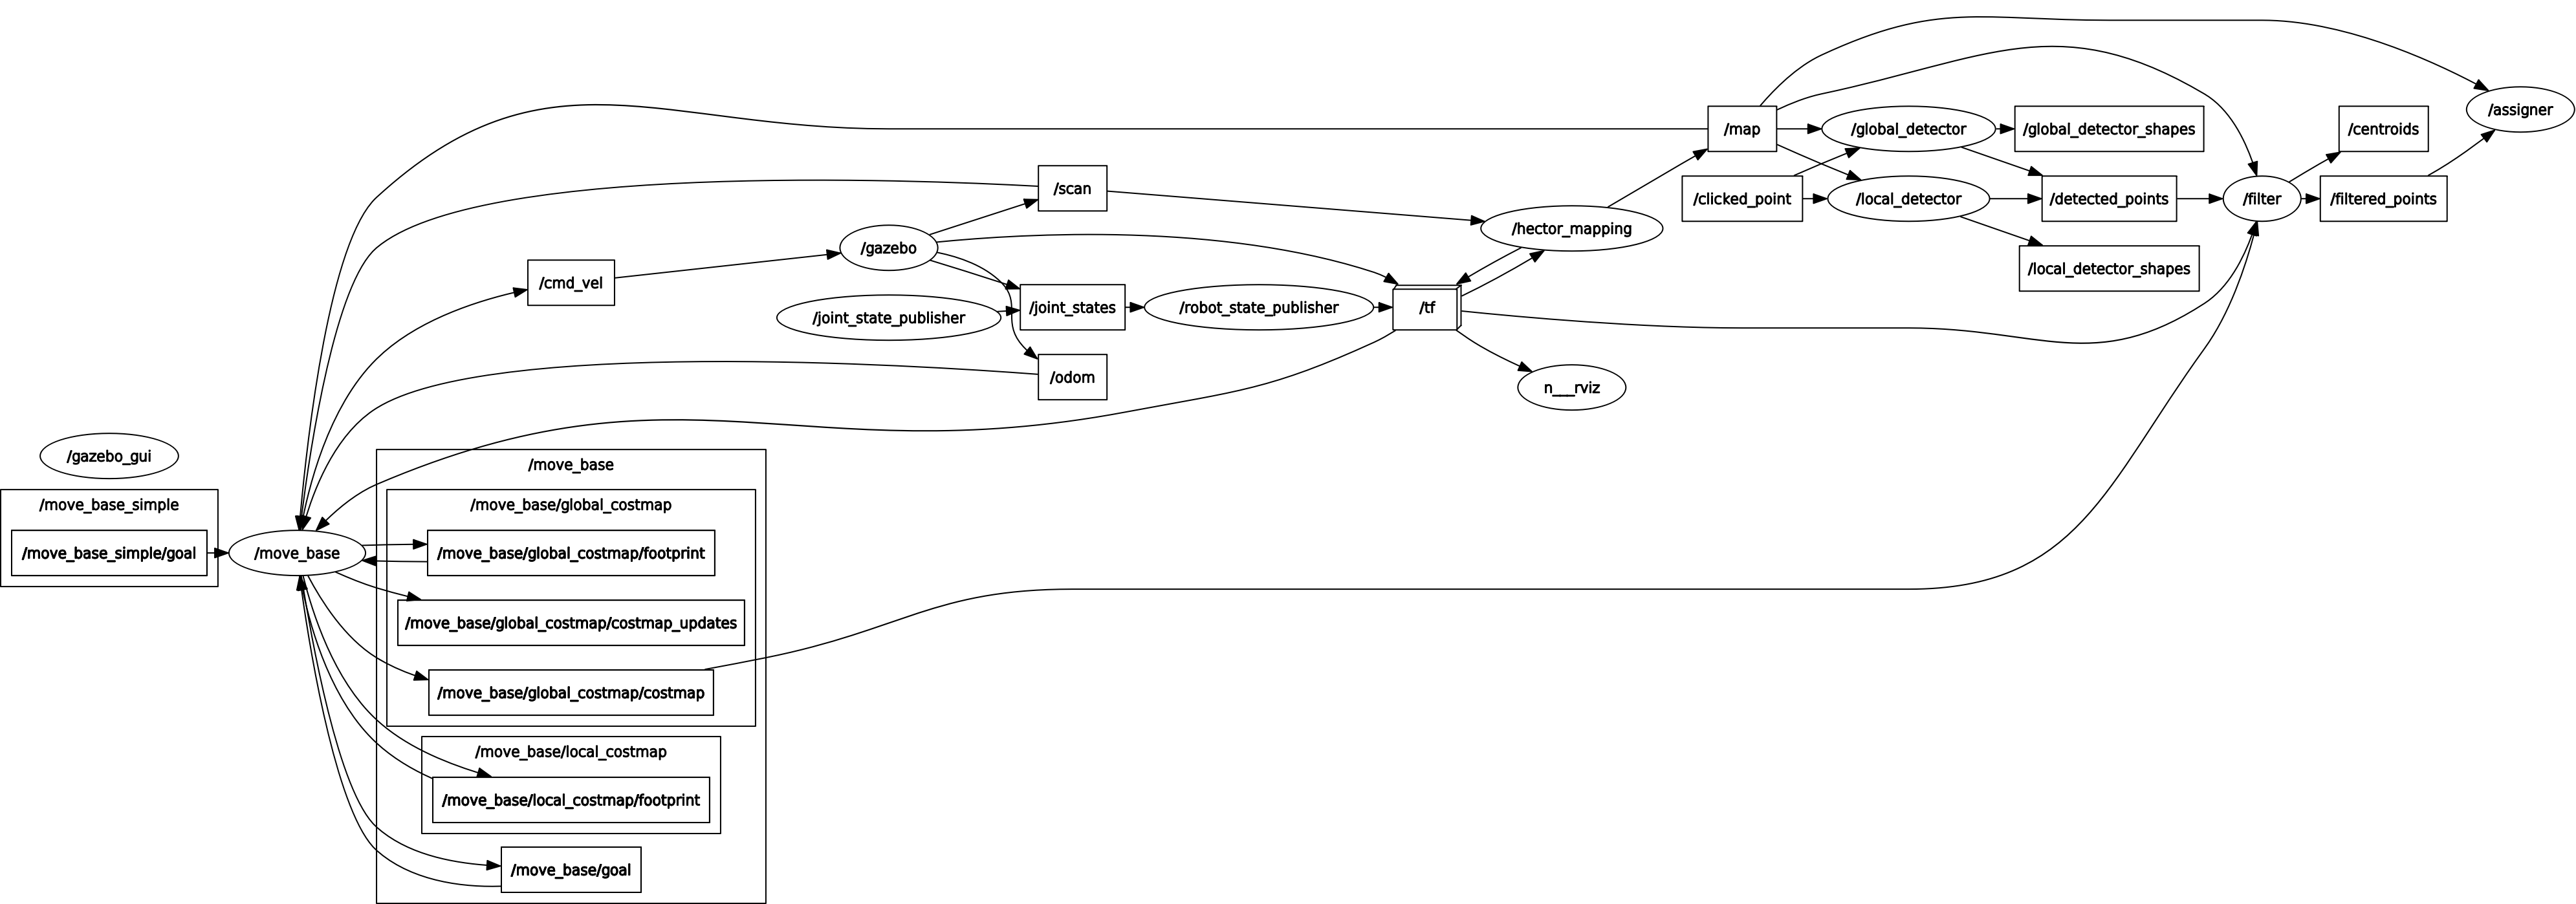 /map
/global_detector
/global_detector_shapes
/centroids
/assigner
/scan
/clicked_point
/local_detector
/detected_points
/filter
/filtered_points
/hector_mapping
/gazebo
/cmd_vel
/local_detector_shapes
/joint_state_publisher
/joint_states
/robot_state_publisher
/tf
/odom
n___rviz
/gazebo_gui
/move_base_simple
/move_base_simple/goal
/move_base
/move_base
/move_base/global_costmap
/move_base/global_costmap/footprint
/move_base/global_costmap/costmap_updates
/move_base/global_costmap/costmap
/move_base/local_costmap
/move_base/local_costmap/footprint
/move_base/goal